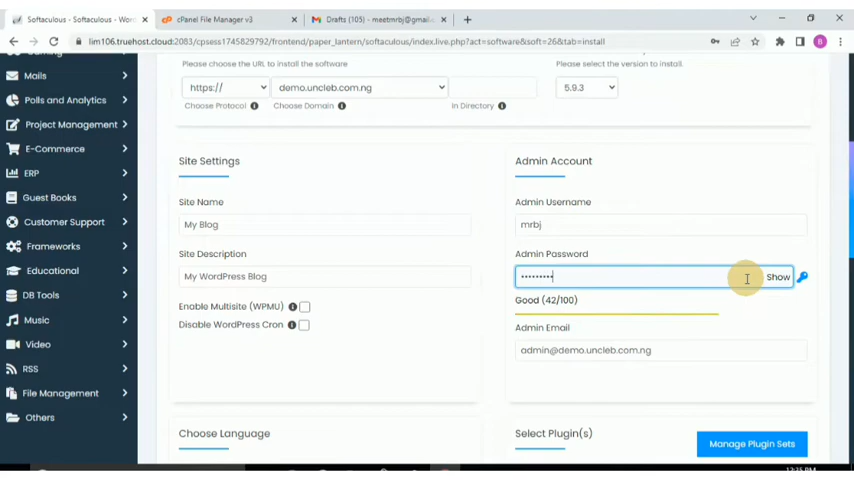 Softaculous - Softaculous - Wor
cPanel File Manager v3
Drafts (105) - meetmrbj@gmail.c
lim106.truehost.cloud:2083/cpsess1745829792/frontend/paper_lantern/softaculous/index.live.php?act=software&soft=26&tab=install
B
Mails
Polls and Analytics
Project Management
E-Commerce
ERP
Guest Books
Customer Support
Frameworks
Educational
DB Tools
Music
Video
RSS
File Management
Others
Please choose the URL to install the software
Please select the version to install.
https://
demo.uncleb.com.ng
5.9.3
Choose Protocol
Choose Domain
In Directory
Site Settings
Site Name
My Blog
Site Description
My WordPress Blog
Enable Multisite (WPMU)
Disable WordPress Cron
Admin Account
Admin Username
mrbj
Admin Password
Show
Good (42/100)
Admin Email
admin@demo.uncleb.com.ng
Choose Language
Select Plugin(s)
Manage Plugin Sets